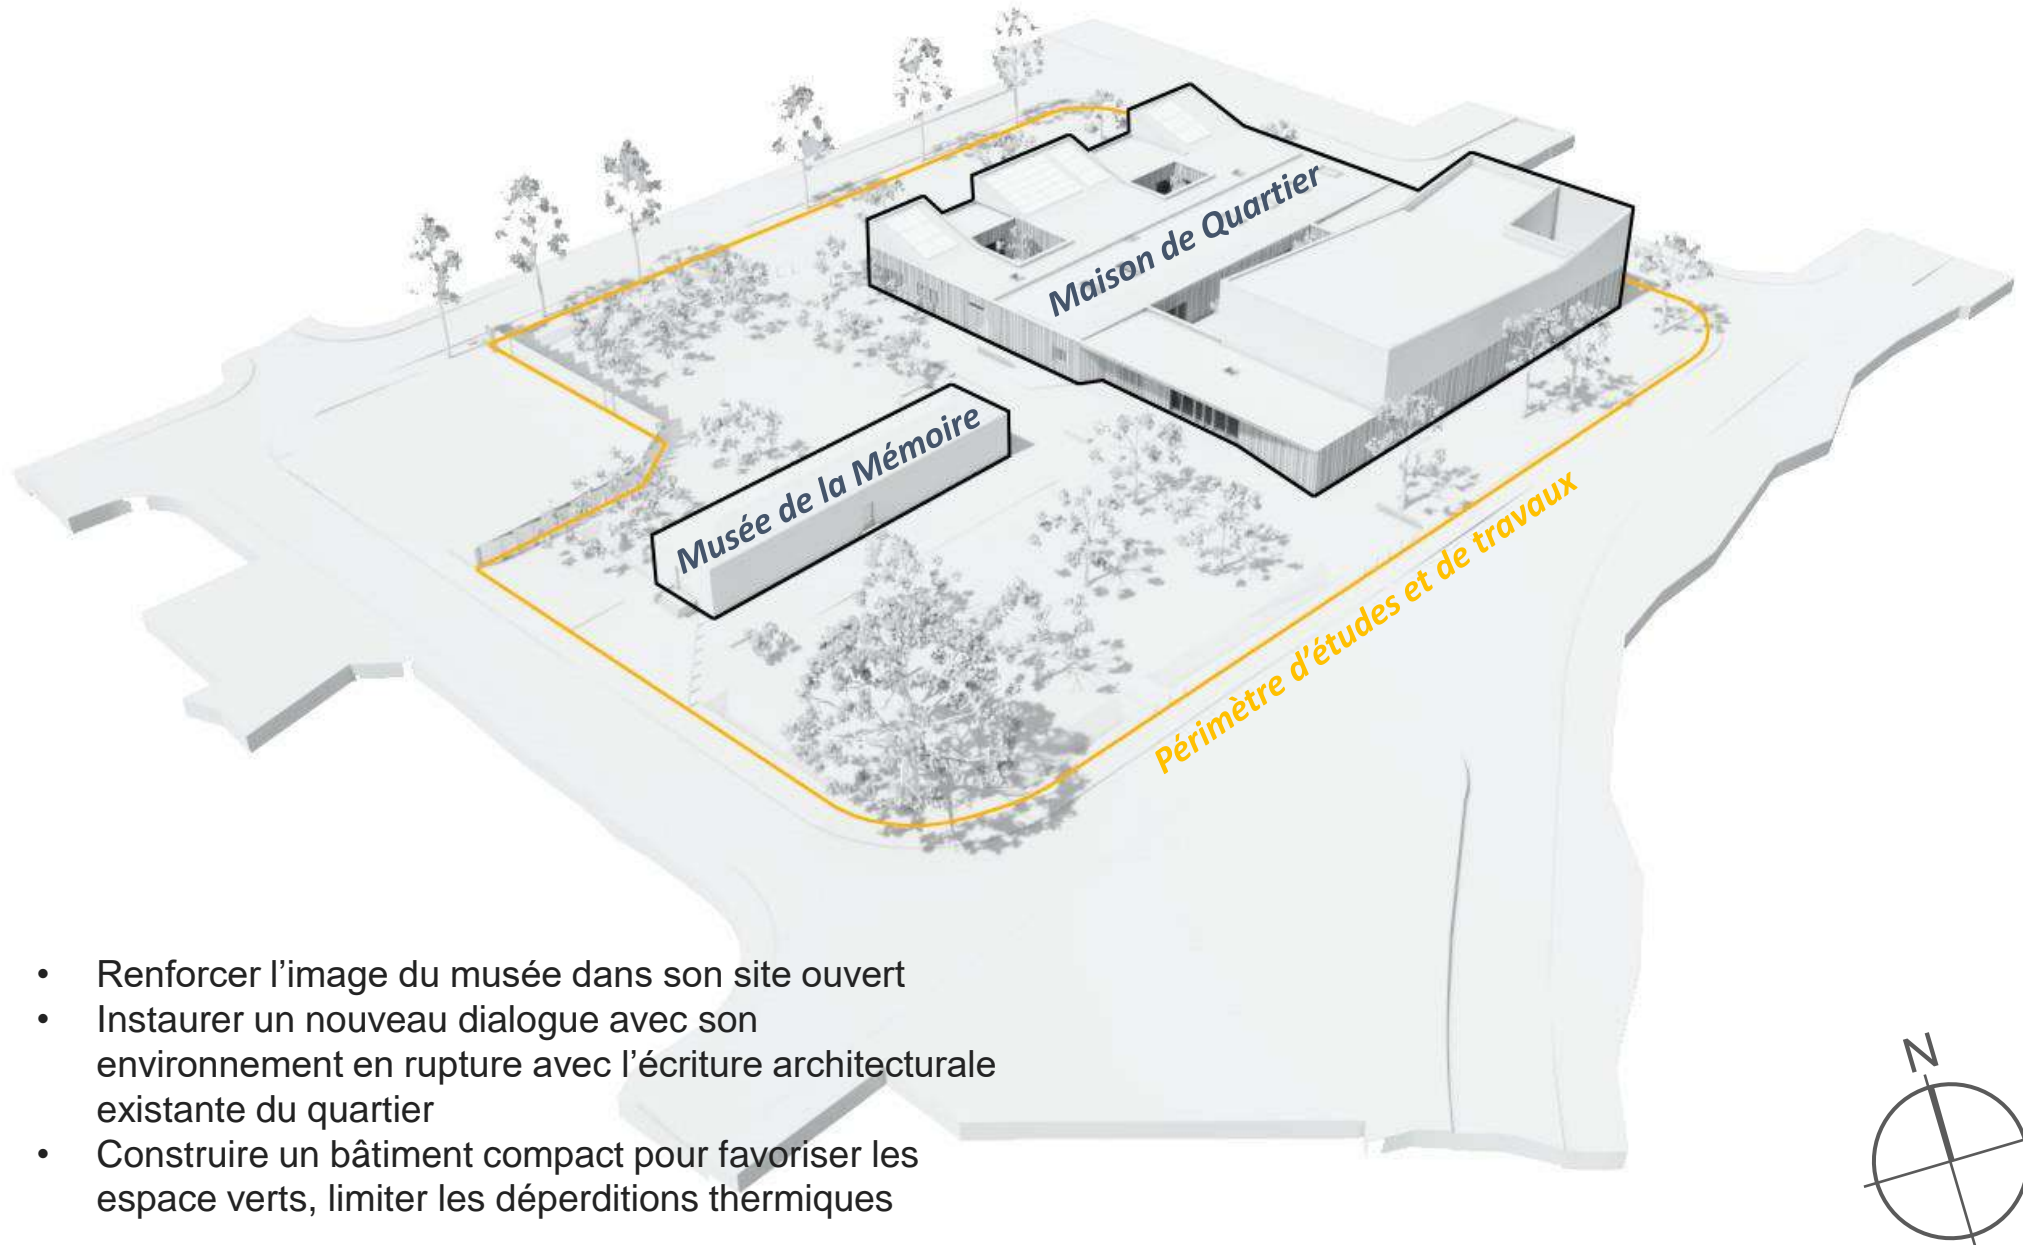 Maison de Quartier
Musée de la Mémoire
Périmètre d'études et de travaux
• Renforcer l’image du musée dans son site ouvert
• Instaurer un nouveau dialogue avec son
environnement en rupture avec l’écriture architecturale
existante du quartier
• Construire un bâtiment compact pour favoriser les
espace verts, limiter les déperditions thermiques
N